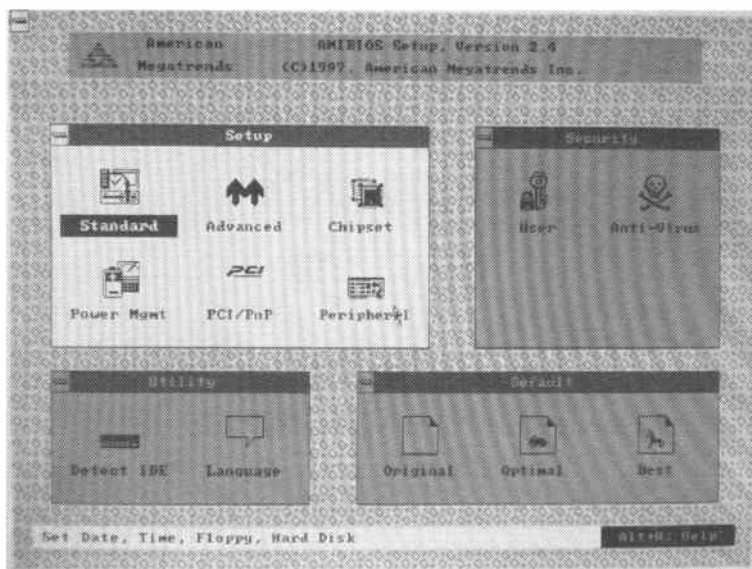 American
Megatrends
AMIBIOS Setup, Version 2.4
(C)1997, American Megatrends Inc.
Setup
Standard
Advanced
Chipset
Power Mgmt
PCI
PCI/PnP
Peripheral
Security
User
Anti-Virus
Utility
Detect IDE
Language
Default
Original
Optimal
Best
Set Date, Time, Floppy, Hard Disk
Alt+H: Help